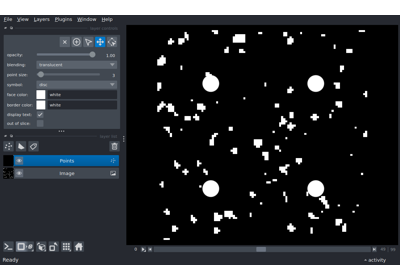 File View Layers Plugins Window Help
opacity: 1.00
blending: translucent
point size:
symbol: disc
face color: white
border color: white
display text: ✓
out of slice:
Points
Image
Ready
activity